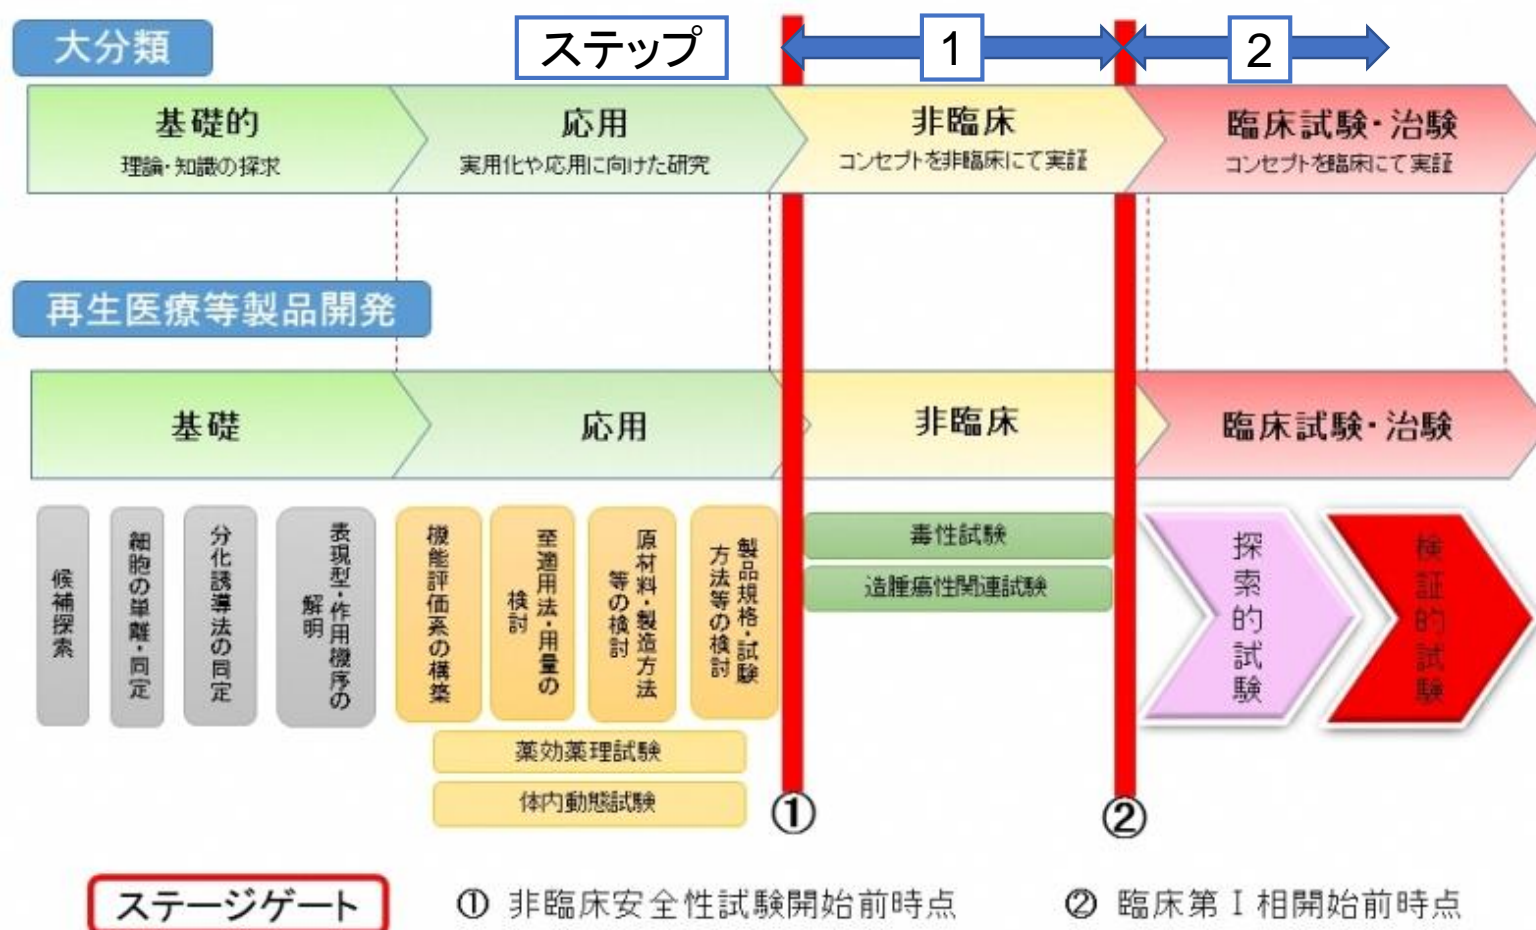 大分類
ステップ
1
2
基礎的
理論・知識の探求
応用
実用化や応用に向けた研究
非臨床
コンセプトを非臨床にて実証
臨床試験・治験
コンセプトを臨床にて実証
再生医療等製品開発
基礎
応用
非臨床
臨床試験・治験
候補探索
細胞の単離・同定
分化誘導法の同定
表現型・作用機序の
解明
機能評価系の構築
至適用法・用量の
検討
原材料・製造方法
等の検討
製品規格・試験
方法等の検討
薬効薬理試験
体内動態試験
毒性試験
造腫瘍性関連試験
探索的試験
検証的試験
①
②
ステージゲート
① 非臨床安全性試験開始前時点
② 臨床第Ⅰ相開始前時点